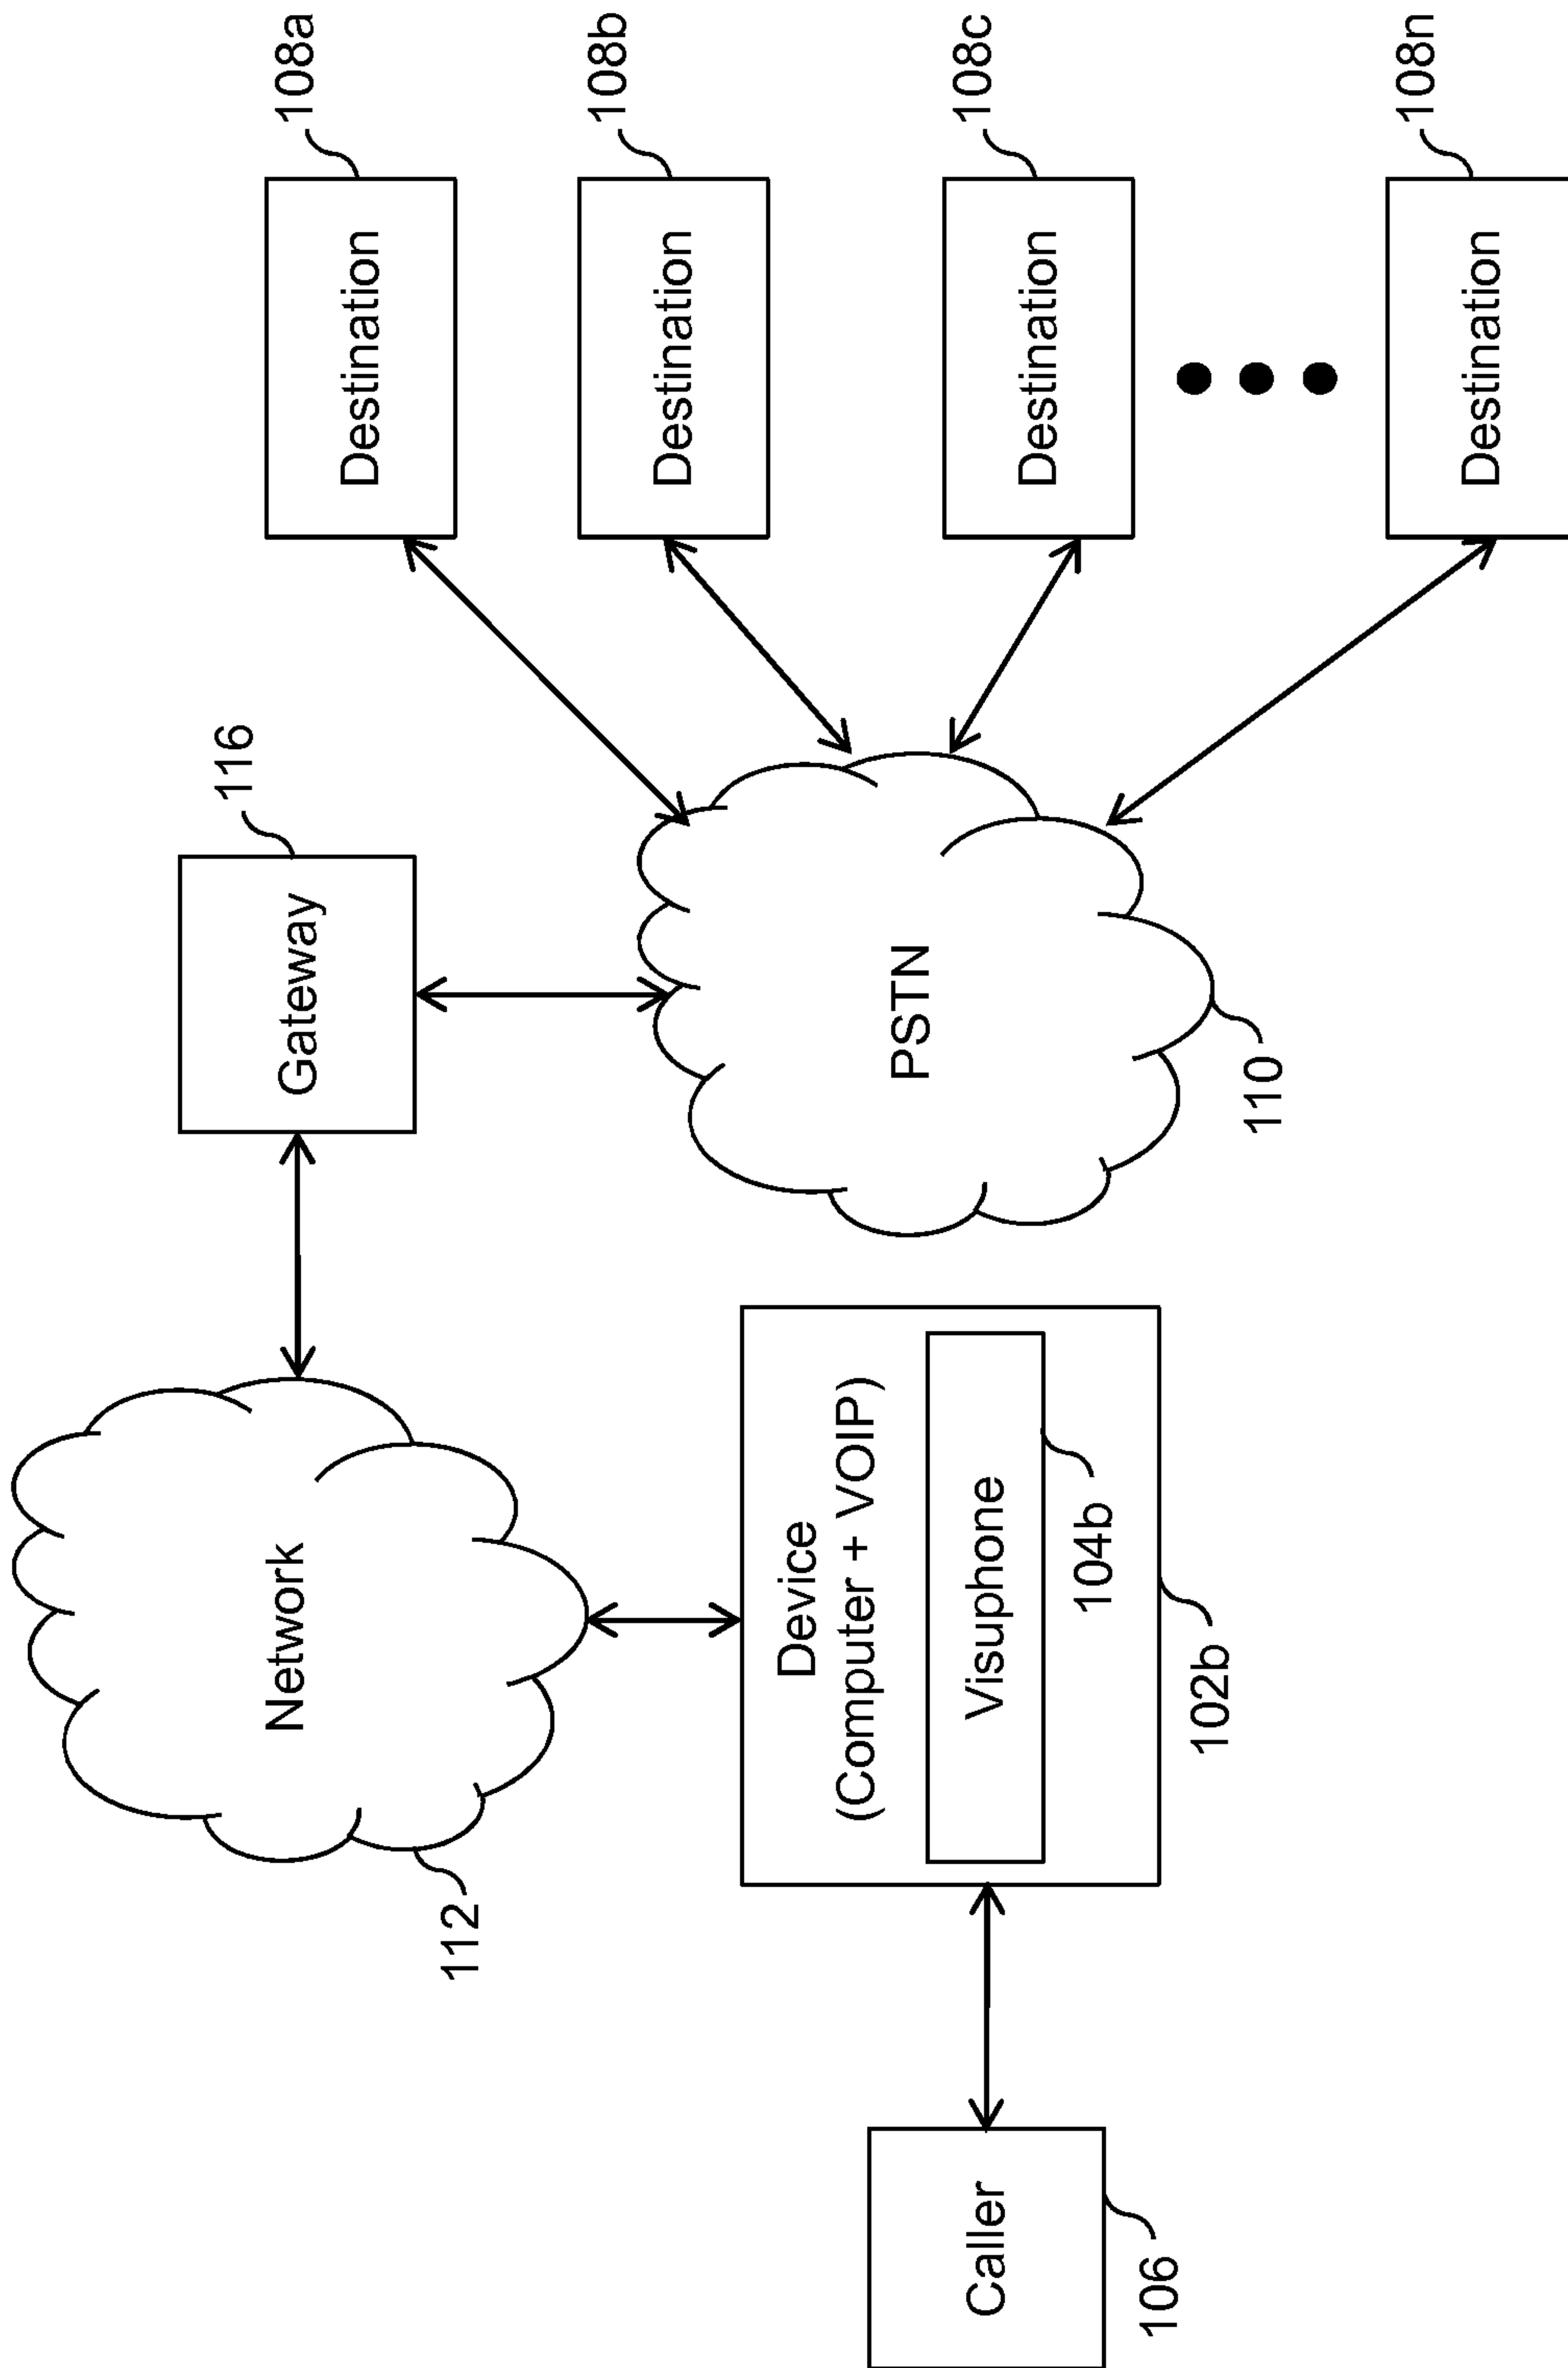 Network
112
Gateway
116
108a
Destination
108b
Destination
108c
Destination
108n
Destination
PSTN
110
Device
(Computer + VOIP)
Visuphone
104b
102b
Caller
106